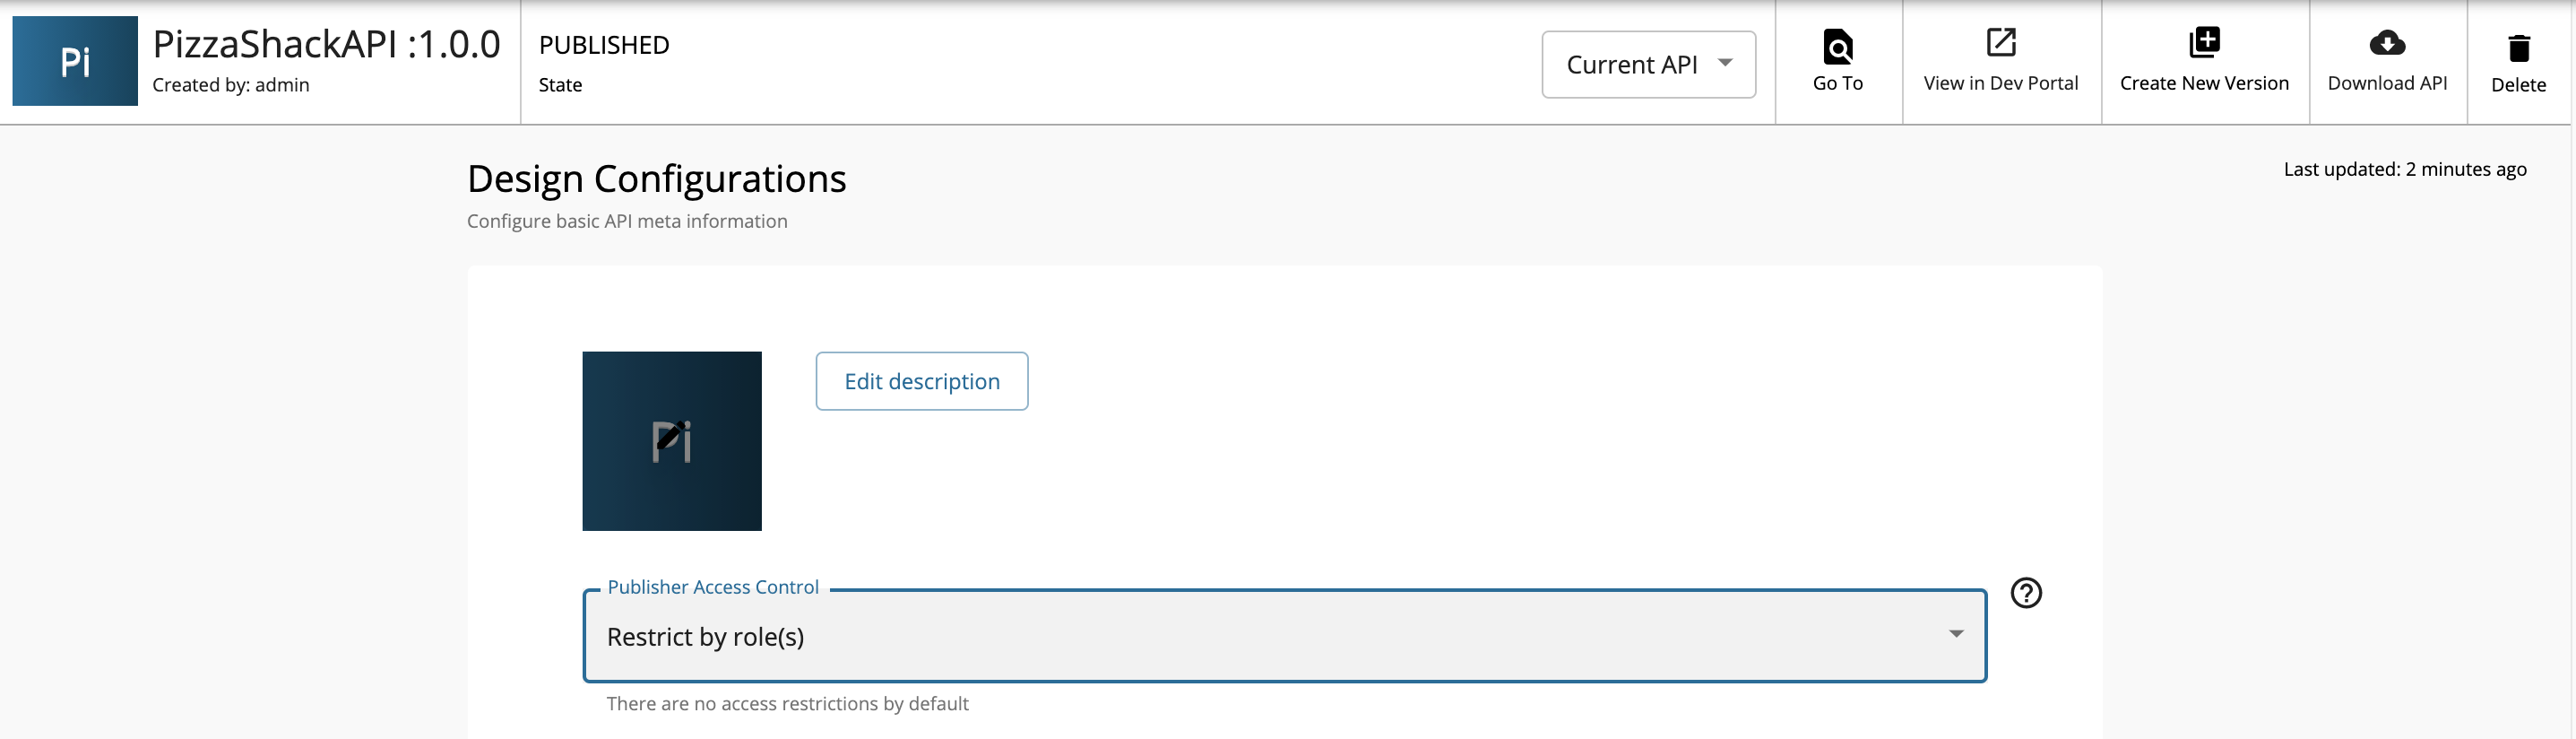 Pi
PizzaShackAPI :1.0.0
Created by: admin
PUBLISHED
State
Current API
Go To
View in Dev Portal
Create New Version
Download API
Delete
Design Configurations
Configure basic API meta information
Last updated: 2 minutes ago
Pi
Edit description
Publisher Access Control
Restrict by role(s)
There are no access restrictions by default